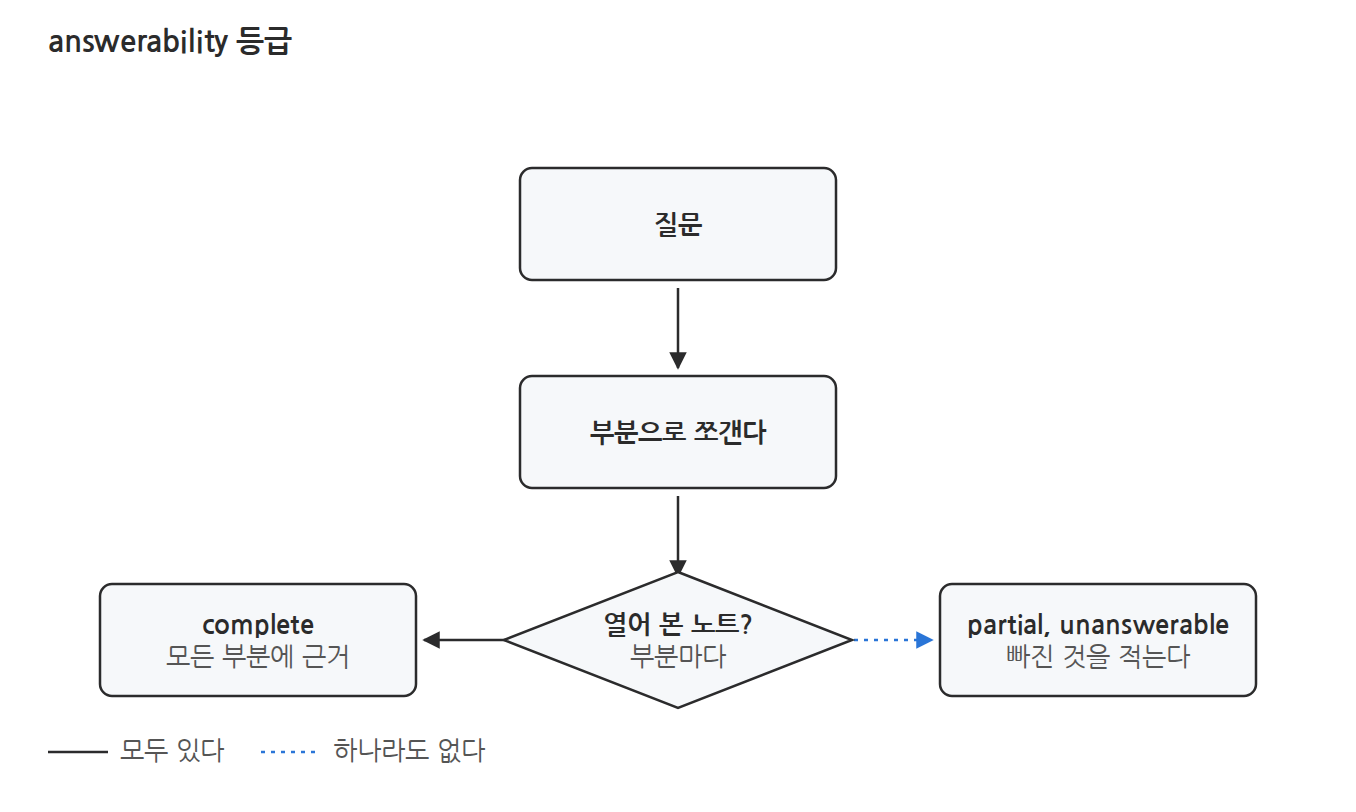 answerability 등급
질문
부분으로 쪼갠다
열어 본 노트?
부분마다
complete
모든 부분에 근거
partial, unanswerable
빠진 것을 적는다
모두 있다
하나라도 없다